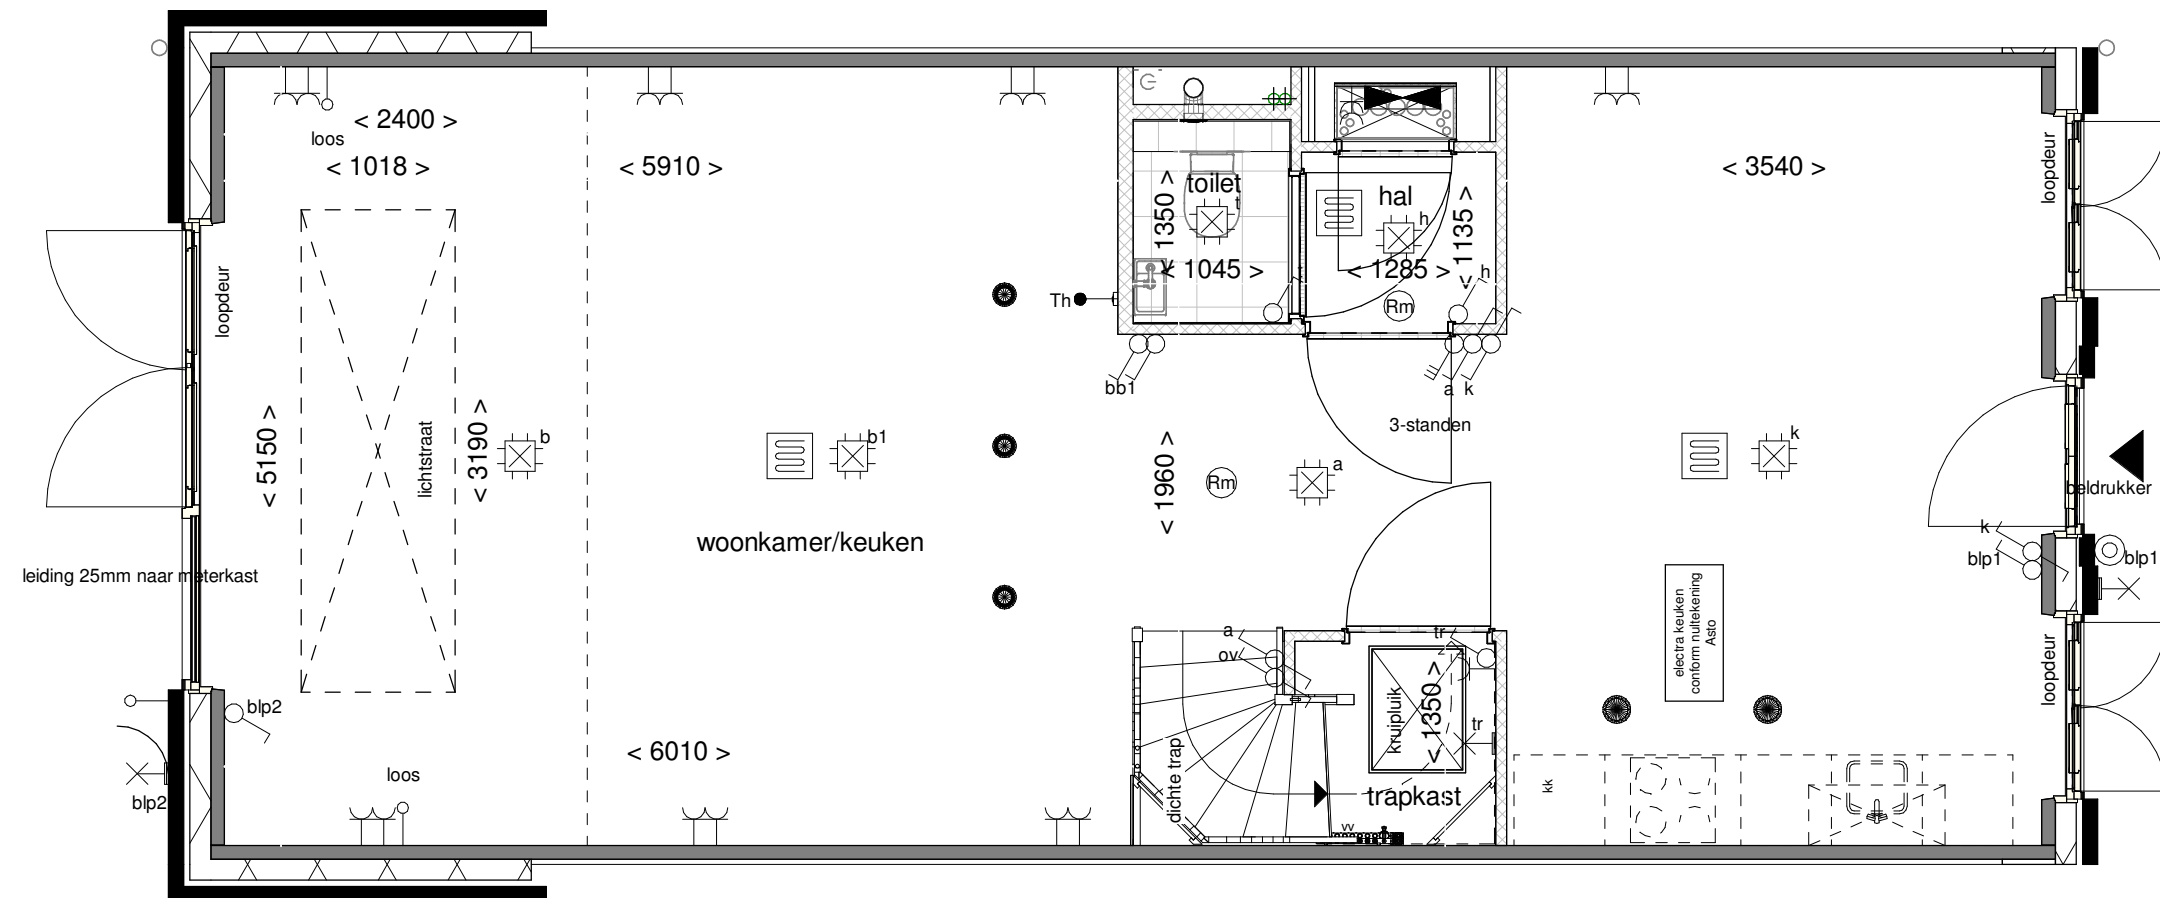 < 2400 >
loos
< 1018 >
< 5910 >
toilet
t
< 1350 >
< 1045 >
hal
h
< 1135 >
< 1285 >
h
Rm
< 3540 >
loopdeur
loopdeur
Th
bb1
a k
3-standen
< 5150 >
lichtstraat
< 3190 >
b
b1
< 1960 >
Rm
a
k
beldrukker
woonkamer/keuken
k
blp1
blp1
leiding 25mm naar meterkast
electra keuken
conform nuitekening
Asto
a
ov
tr
loopdeur
kruipluik
< 1350 >
tr
blp2
< 6010 >
dichte trap
loos
trapkast
kk
blp2
vv